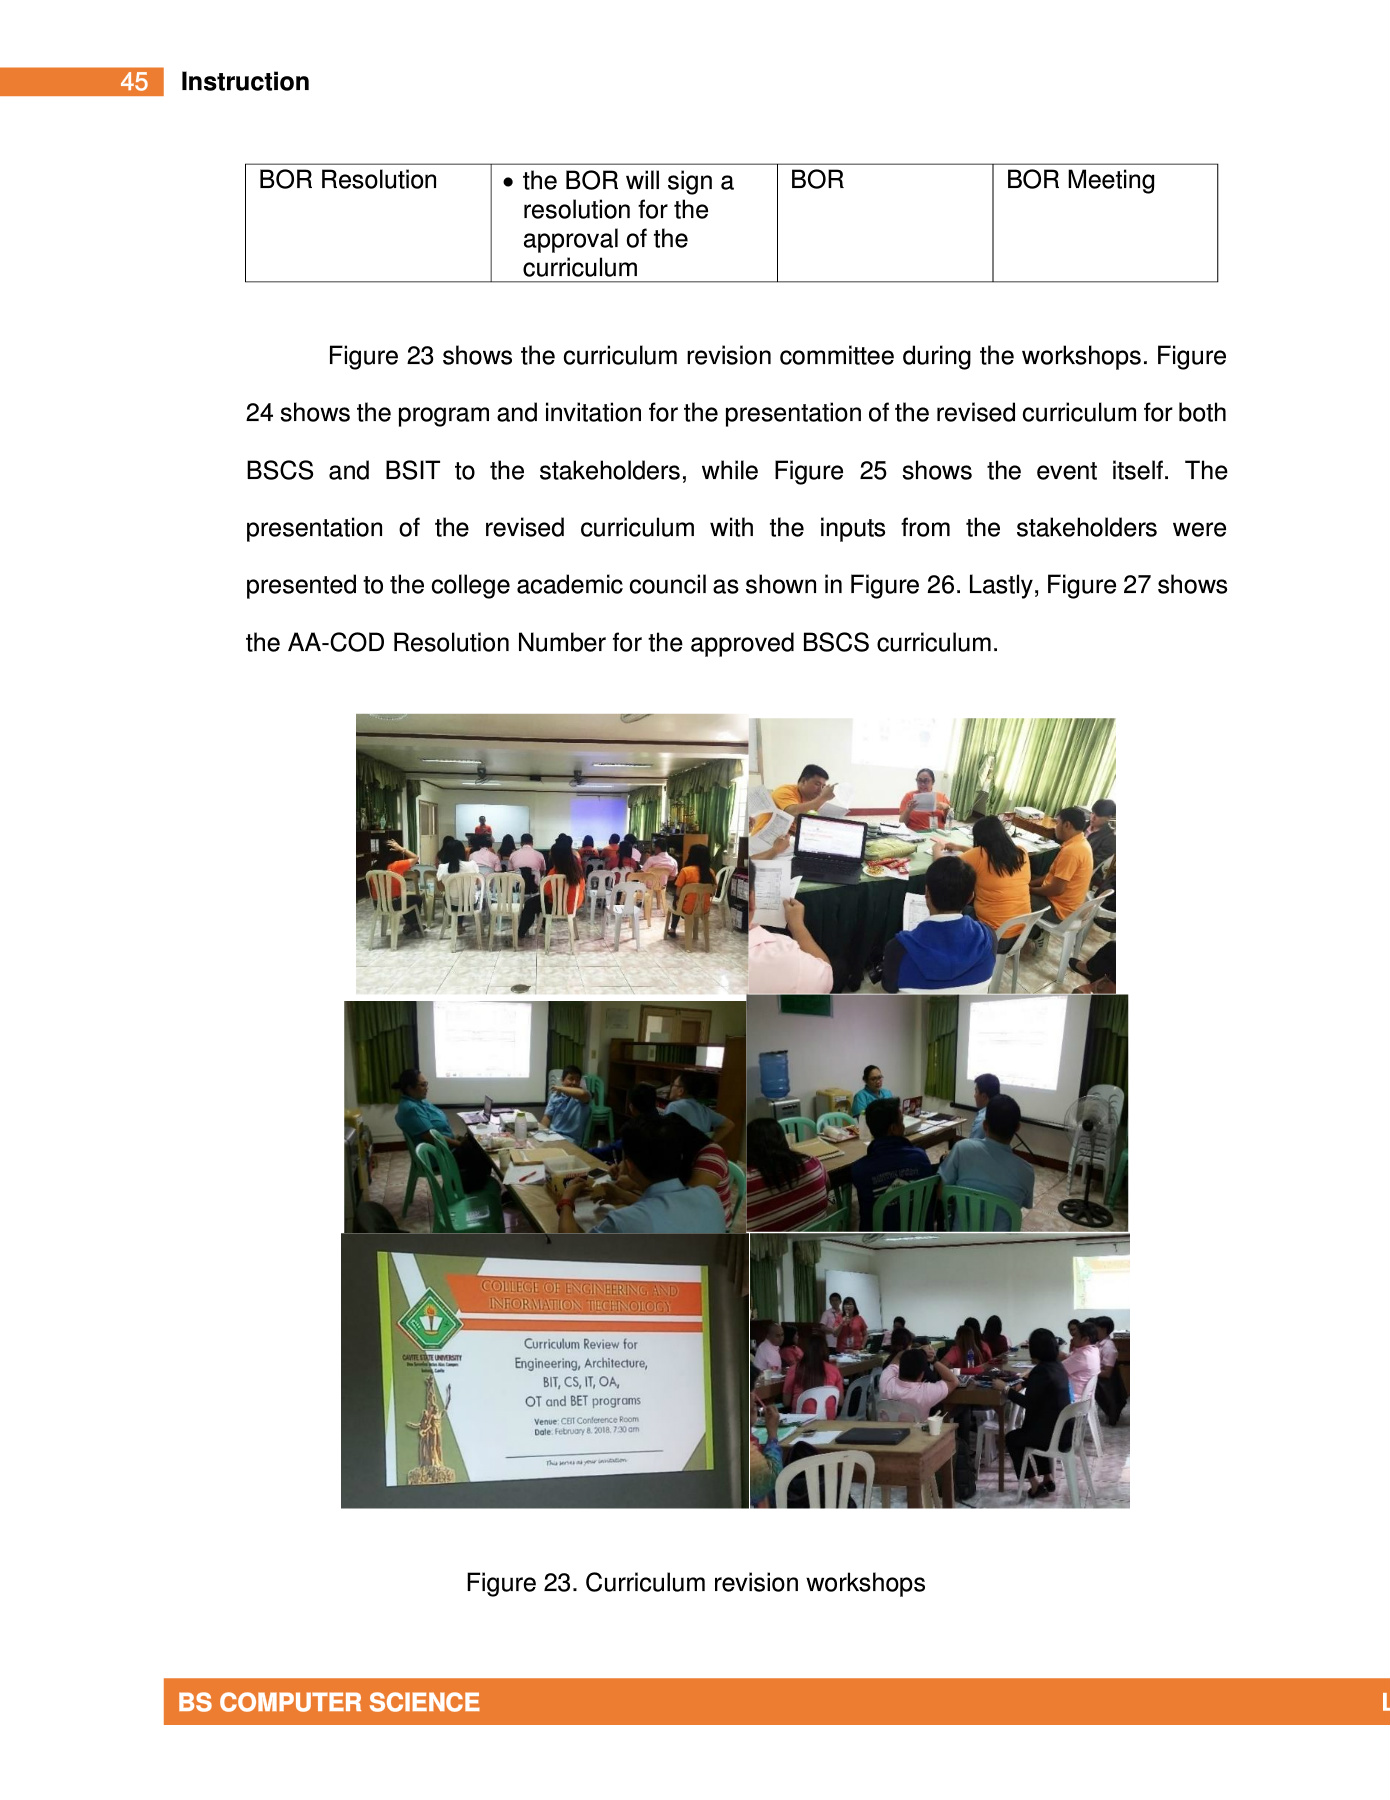 45 Instruction
BOR Resolution
• the BOR will sign a
resolution for the
approval of the
curriculum
BOR
BOR Meeting
Figure 23 shows the curriculum revision committee during the workshops. Figure
24 shows the program and invitation for the presentation of the revised curriculum for both
BSCS and BSIT to the stakeholders, while Figure 25 shows the event itself. The
presentation of the revised curriculum with the inputs from the stakeholders were
presented to the college academic council as shown in Figure 26. Lastly, Figure 27 shows
the AA-COD Resolution Number for the approved BSCS curriculum.
COLLEGE OF ENGINEERING AND
INFORMATION TECHNOLOGY
CAVITE STATE UNIVERSITY
Curriculum Review for
Engineering, Architecture,
BIT, CS, IT, OA,
OT and BET programs
Venue: CEIT Conference Room
Date: February 8, 2018, 7:30 am
This serves as your invitation
Figure 23. Curriculum revision workshops
BS COMPUTER SCIENCE
L